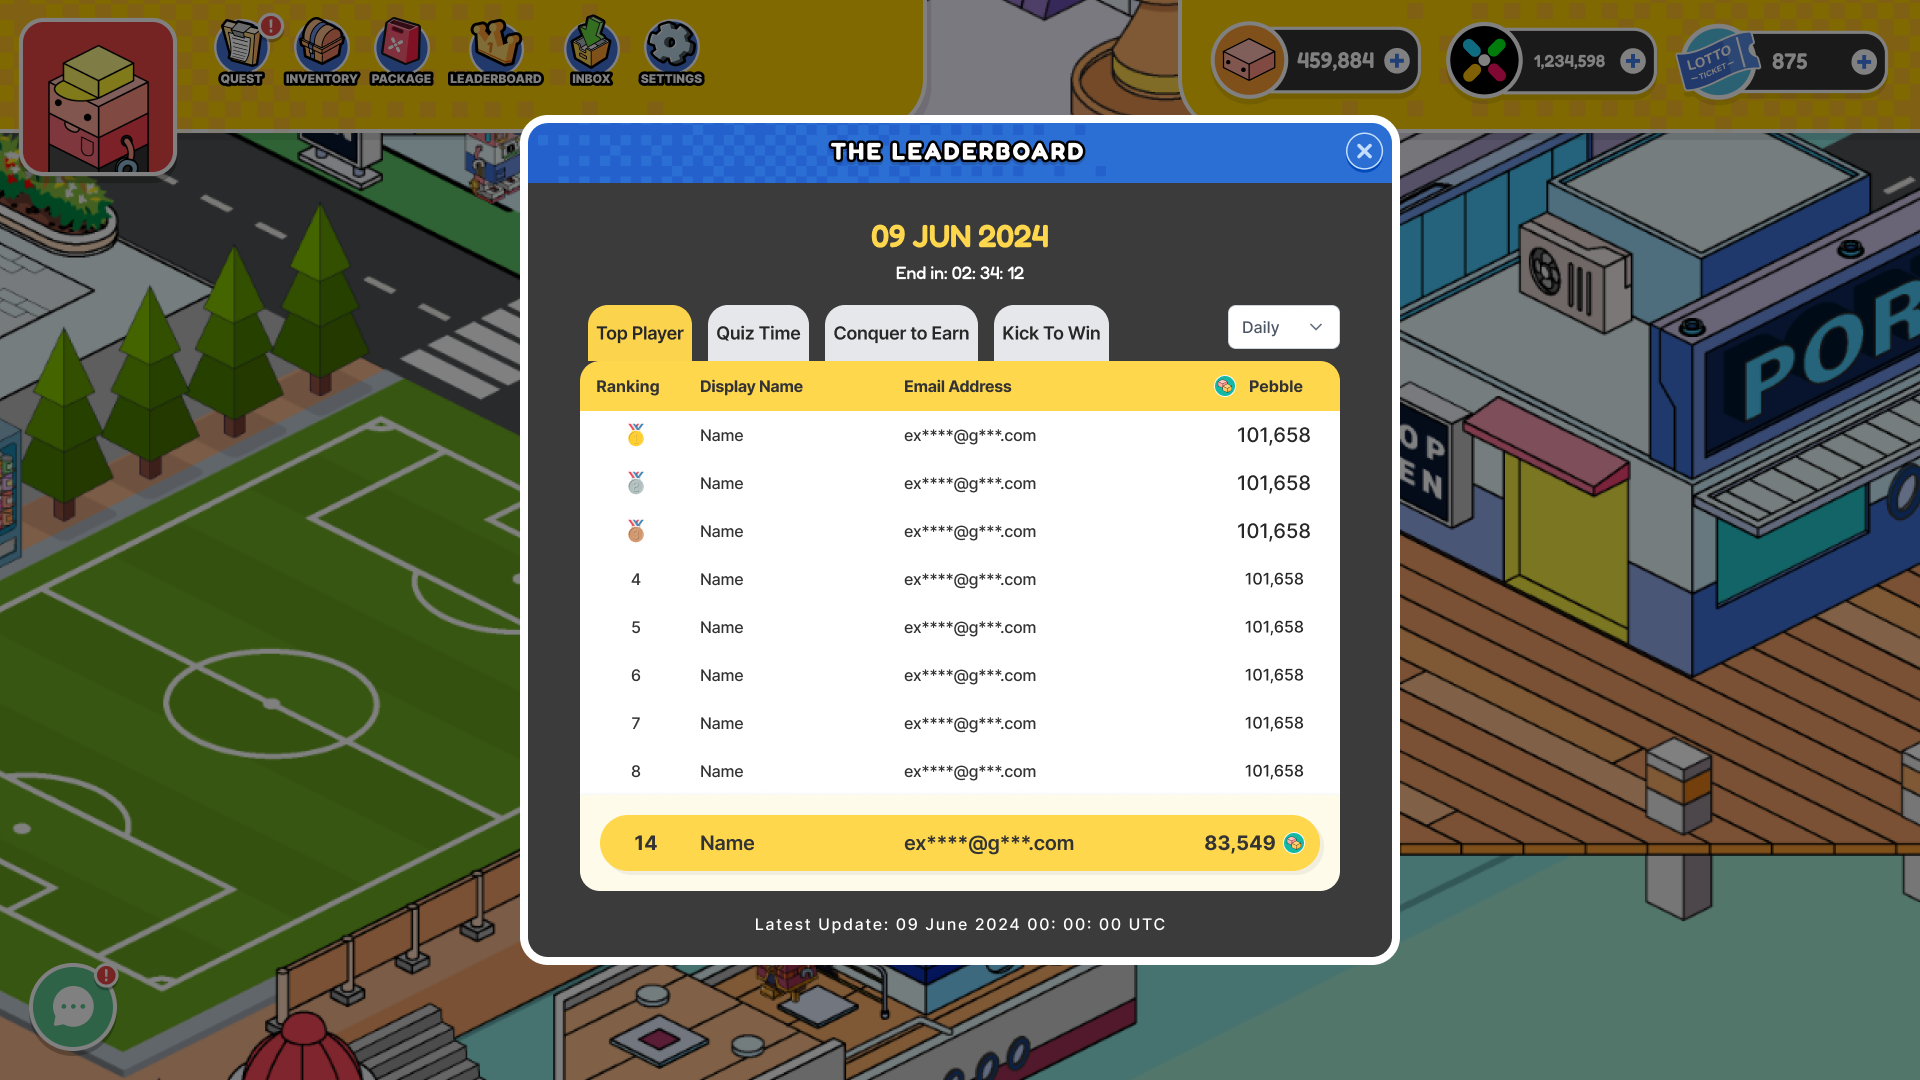 QUEST
INVENTORY
PACKAGE
LEADERBOARD
INBOX
SETTINGS
459,884
1,234,598
LOTTO
TICKET
875
THE LEADERBOARD
09 JUN 2024
End in: 02: 34: 12
Top Player
Quiz Time
Conquer to Earn
Kick To Win
Daily
Ranking Display Name Email Address Pebble
Name ex****@g***.com 101,658
Name ex****@g***.com 101,658
Name ex****@g***.com 101,658
4 Name ex****@g***.com 101,658
5 Name ex****@g***.com 101,658
6 Name ex****@g***.com 101,658
7 Name ex****@g***.com 101,658
8 Name ex****@g***.com 101,658
14 Name ex****@g***.com 83,549
Latest Update: 09 June 2024 00: 00: 00 UTC
POR
OP
EN